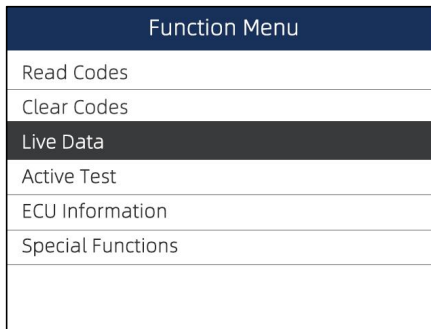 Function Menu
Read Codes
Clear Codes
Live Data
Active Test
ECU Information
Special Functions